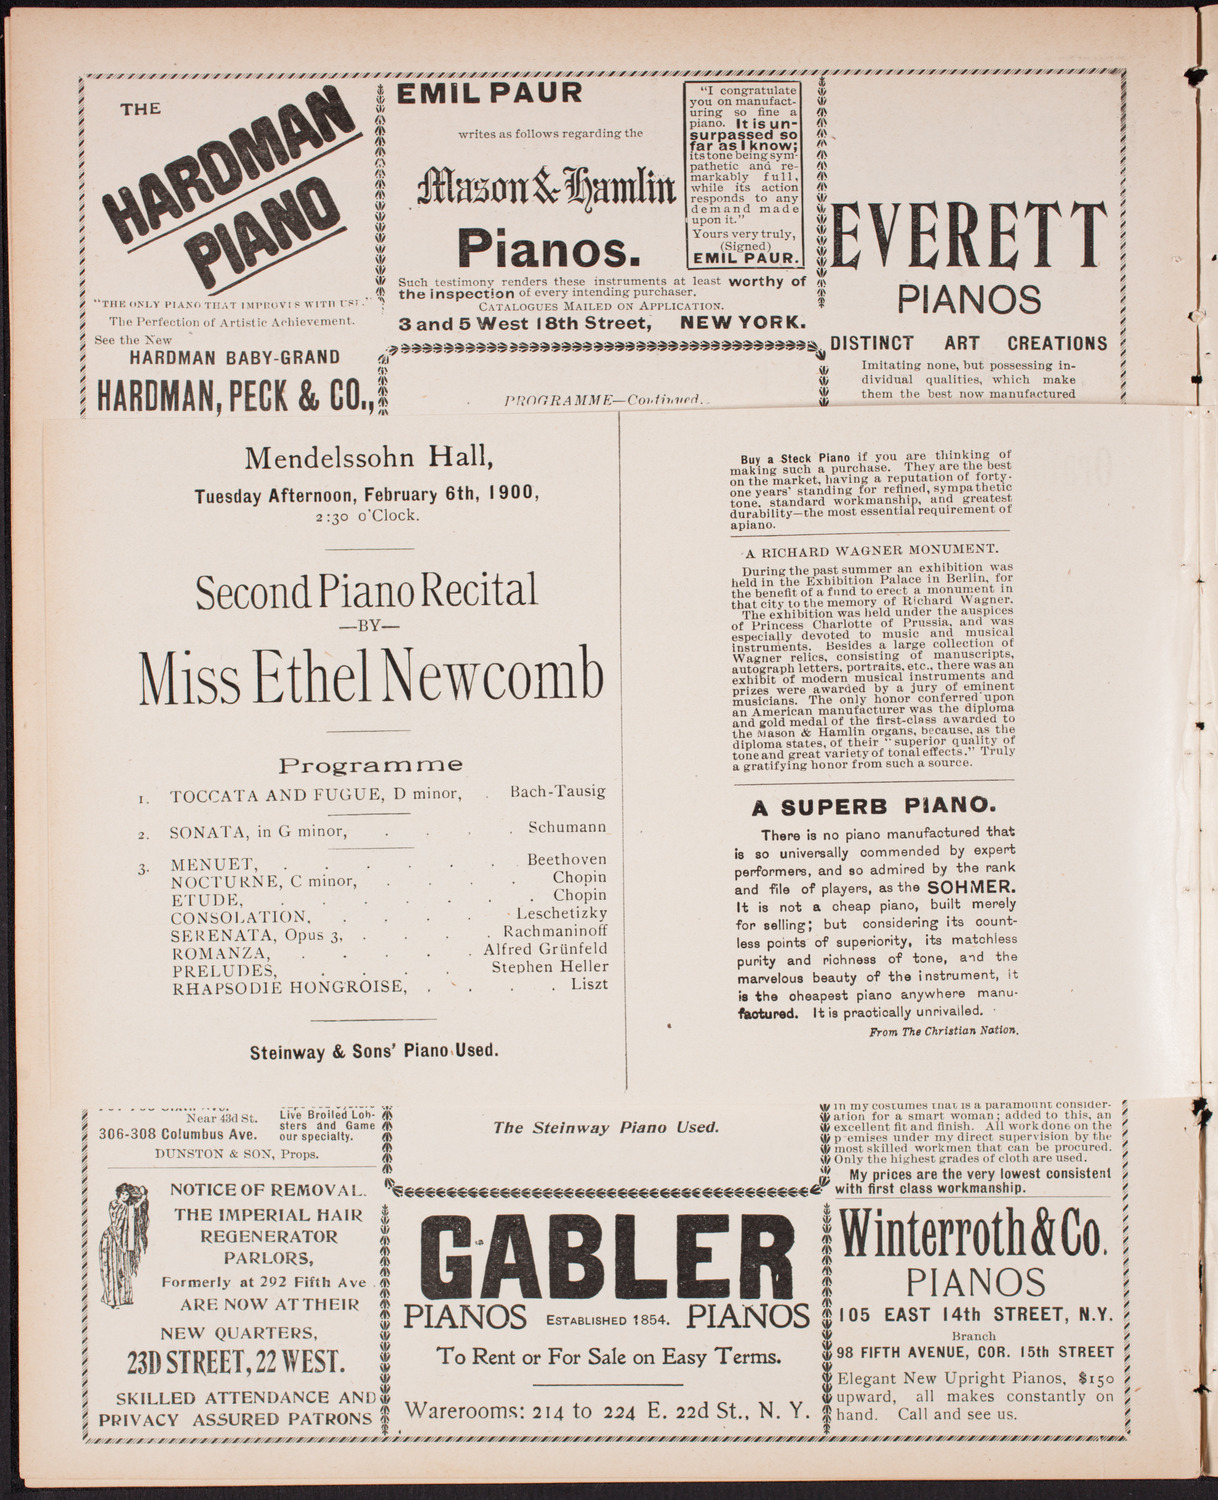 THE
HARDMAN
PIANO
"THE ONLY PIANO THAT IMPROVES WITH USE."
The Perfection of Artistic Achievement.
See the New
HARDMAN BABY-GRAND
HARDMAN, PECK & CO.,
EMIL PAUR
writes as follows regarding the
Mason & Hamlin
Pianos.
"I congratulate
you on manufact-
uring so fine a
piano. It is un-
surpassed so
far as I know;
its tone being sym-
pathetic and re-
markably full,
while its action
responds to any
demand made
upon it."
Yours very truly,
(Signed)
EMIL PAUR.
Such testimony renders these instruments at least worthy of
the inspection of every intending purchaser.
CATALOGUES MAILED ON APPLICATION.
3 and 5 West 18th Street, NEW YORK.
PROGRAMME—Continued.
EVERETT
PIANOS
DISTINCT ART CREATIONS
Imitating none, but possessing in-
dividual qualities, which make
them the best now manufactured
Mendelssohn Hall,
Tuesday Afternoon, February 6th, 1900,
2:30 o'Clock.
Second Piano Recital
—BY—
Miss Ethel Newcomb
Programme
1. TOCCATA AND FUGUE, D minor, . Bach-Tausig
2. SONATA, in G minor, . . . . Schumann
3. MENUET, . . . . . . Beethoven
NOCTURNE, C minor, . . . . Chopin
ETUDE, . . . . . . Chopin
CONSOLATION, . . . . Leschetizky
SERENATA, Opus 3, . . . . Rachmaninoff
ROMANZA, . . . . . Alfred Grünfeld
PRELUDES, . . . . Stephen Heller
RHAPSODIE HONGROISE, . . . . Liszt
Steinway & Sons' Piano Used.
Buy a Steck Piano if you are thinking of
making such a purchase. They are the best
on the market, having a reputation of forty-
one years' standing for refined, sympathetic
tone, standard workmanship, and greatest
durability—the most essential requirement of
a piano.
A RICHARD WAGNER MONUMENT.
During the past summer an exhibition was
held in the Exhibition Palace in Berlin, for
the benefit of a fund to erect a monument in
that city to the memory of Richard Wagner.
The exhibition was held under the auspices
of Princess Charlotte of Prussia, and was
especially devoted to music and musical
instruments. Besides a large collection of
Wagner relics, consisting of manuscripts,
autograph letters, portraits, etc., there was an
exhibit of modern musical instruments and
prizes were awarded by a jury of eminent
musicians. The only honor conferred upon
an American manufacturer was the diploma
and gold medal of the first-class awarded to
the Mason & Hamlin organs, because, as the
diploma states, of their "superior quality of
tone and great variety of tonal effects." Truly
a gratifying honor from such a source.
A SUPERB PIANO.
There is no piano manufactured that
is so universally commended by expert
performers, and so admired by the rank
and file of players, as the SOHMER.
It is not a cheap piano, built merely
for selling; but considering its count-
less points of superiority, its matchless
purity and richness of tone, and the
marvelous beauty of the instrument, it
is the cheapest piano anywhere manu-
factured. It is practically unrivailed.
From The Christian Nation.
Near 43d St.
306-308 Columbus Ave.
Live Broiled Lob-
sters and Game
our specialty.
DUNSTON & SON, Props.
NOTICE OF REMOVAL.
THE IMPERIAL HAIR
REGENERATOR
PARLORS,
Formerly at 292 Fifth Ave.
ARE NOW AT THEIR
NEW QUARTERS,
23D STREET, 22 WEST.
SKILLED ATTENDANCE AND
PRIVACY ASSURED PATRONS
The Steinway Piano Used.
GABLER
PIANOS ESTABLISHED 1854. PIANOS
To Rent or For Sale on Easy Terms.
Warerooms: 214 to 224 E. 22d St., N. Y.
in my costumes that is a paramount consider-
ation for a smart woman; added to this, an
excellent fit and finish. All work done on the
p emises under my direct supervision by the
most skilled workmen that can be procured.
Only the highest grades of cloth are used.
My prices are the very lowest consistent
with first class workmanship.
Winterroth & Co.
PIANOS
105 EAST 14th STREET, N.Y.
Branch
98 FIFTH AVENUE, COR. 15th STREET
Elegant New Upright Pianos, $150
upward, all makes constantly on
hand. Call and see us.